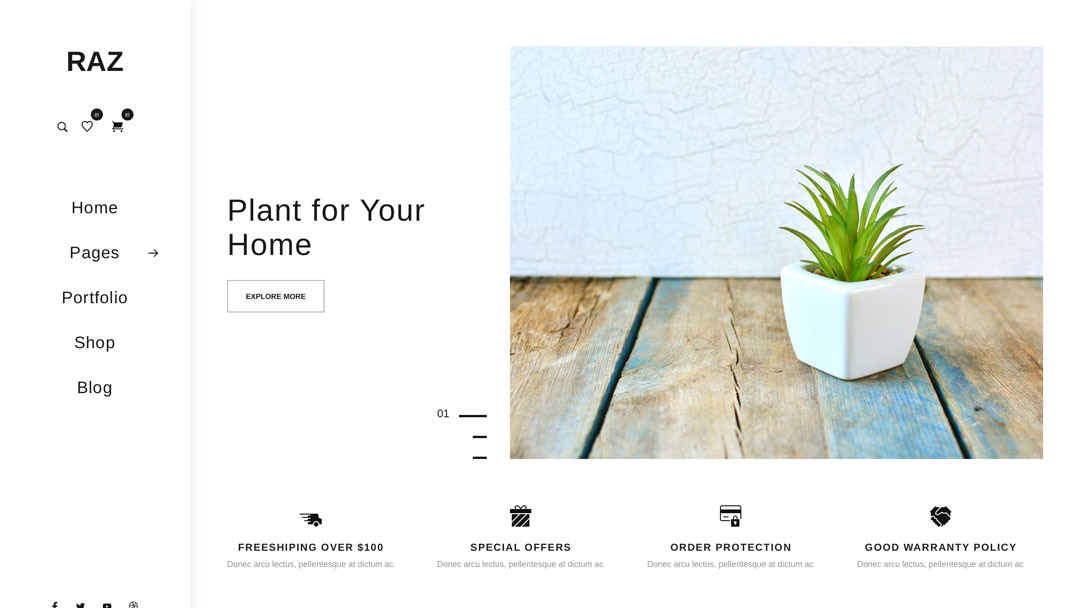 RAZ
Home
Pages
Portfolio
Shop
Blog
Plant for Your
Home
EXPLORE MORE
01
FREESHIPING OVER $100
Donec arcu lectus, pellentesque at dictum ac
SPECIAL OFFERS
Donec arcu lectus, pellentesque at dictum ac
ORDER PROTECTION
Donec arcu lectus, pellentesque at dictum ac
GOOD WARRANTY POLICY
Donec arcu lectus, pellentesque at dictum ac